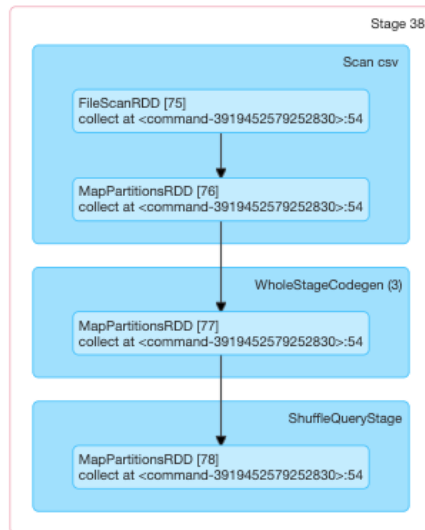 Stage 38
Scan csv
FileScanRDD [75]
collect at <command-3919452579252830>:54
MapPartitionsRDD [76]
collect at <command-3919452579252830>:54
WholeStageCodegen (3)
MapPartitionsRDD [77]
collect at <command-3919452579252830>:54
ShuffleQueryStage
MapPartitionsRDD [78]
collect at <command-3919452579252830>:54